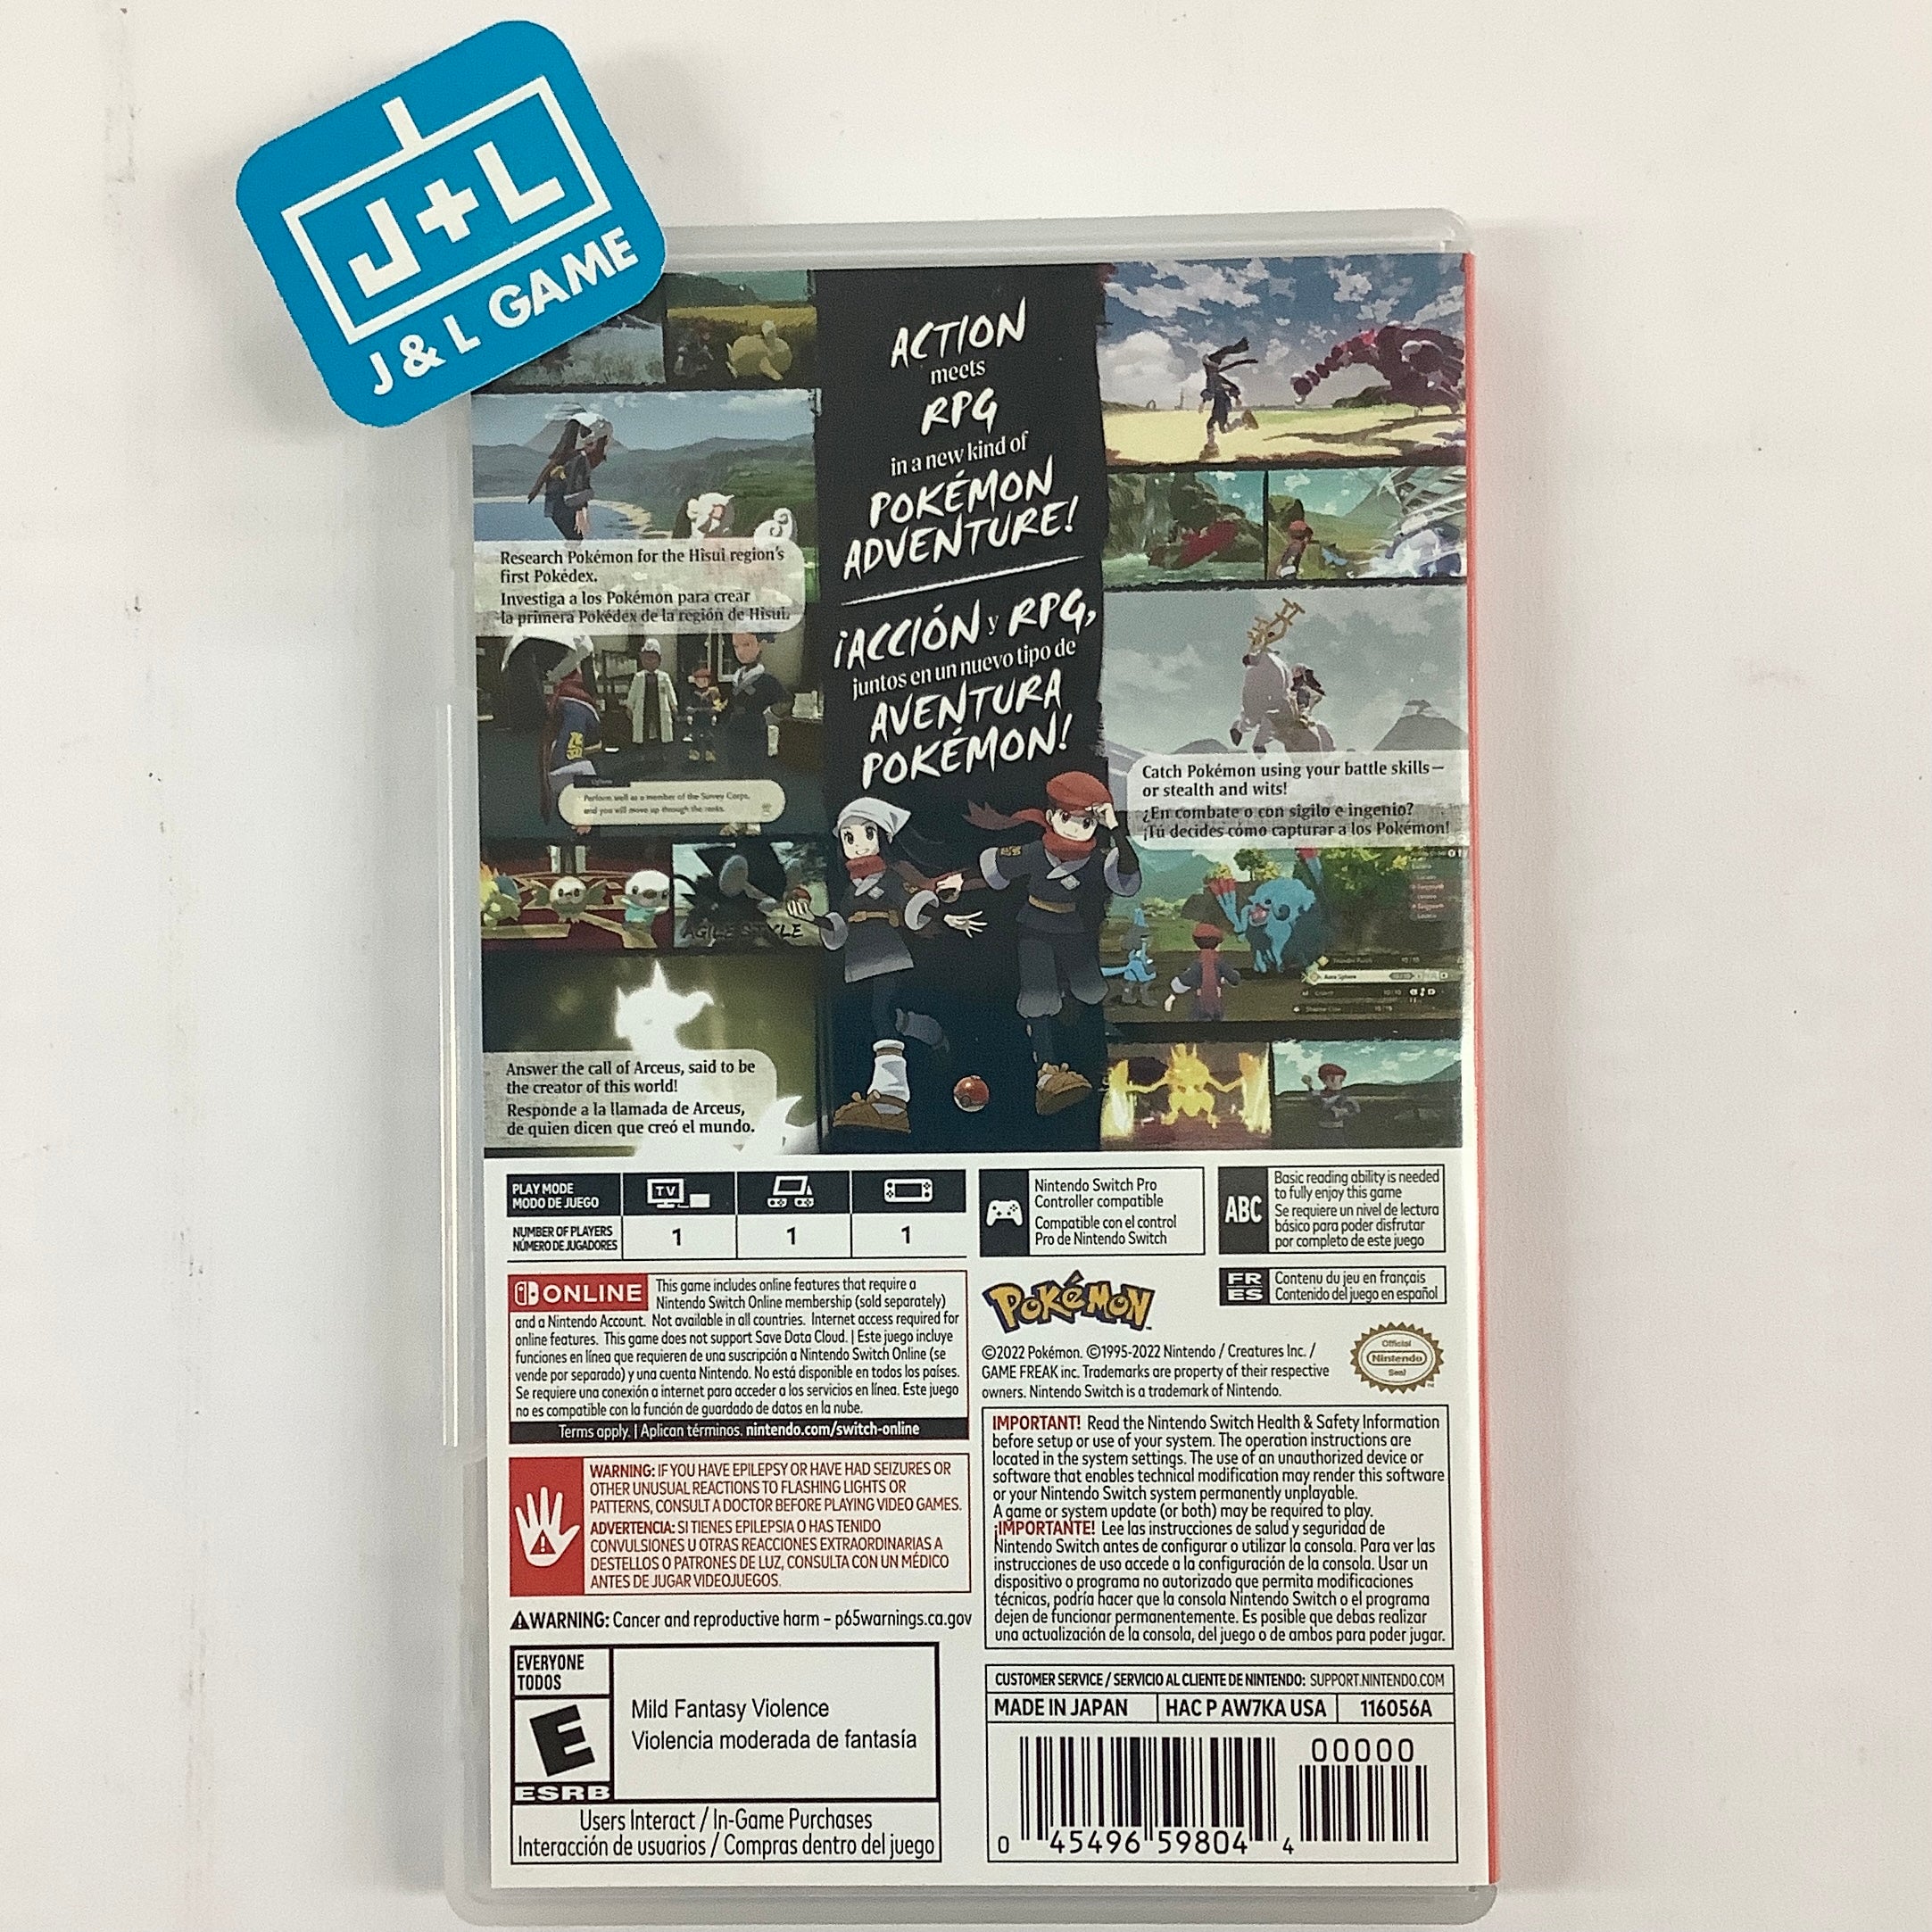 J+L
J & L GAME
ACTION
meets
RPG
in a new kind of
POKÉMON
ADVENTURE!
¡ACCIÓN y RPG,
juntos en un nuevo tipo de
AVENTURA
POKÉMON!
Research Pokémon for the Hisui region's
first Pokédex.
Investiga a los Pokémon para crear
la primera Pokédex de la región de Hisui.
Perform well as a member of the Survey Corps,
and you will move up through the ranks.
AGILE STYLE
Answer the call of Arceus, said to be
the creator of this world!
Responde a la llamada de Arceus,
de quien dicen que creó el mundo.
Catch Pokémon using your battle skills—
or stealth and wits!
¿En combate o con sigilo e ingenio?
¡Tú decides cómo capturar a los Pokémon!
PLAY MODE
MODO DE JUEGO
TV
NUMBER OF PLAYERS
NÚMERO DE JUGADORES
1 1 1
Nintendo Switch Pro
Controller compatible
Compatible con el control
Pro de Nintendo Switch
ABC
Basic reading ability is needed
to fully enjoy this game
Se requiere un nivel de lectura
básico para poder disfrutar
por completo de este juego
FR
ES
Contenu du jeu en français
Contenido del juego en español
ONLINE
This game includes online features that require a
Nintendo Switch Online membership (sold separately)
and a Nintendo Account. Not available in all countries. Internet access required for
online features. This game does not support Save Data Cloud. | Este juego incluye
funciones en línea que requieren de una suscripción a Nintendo Switch Online (se
vende por separado) y una cuenta Nintendo. No está disponible en todos los países.
Se requiere una conexión a internet para acceder a los servicios en línea. Este juego
no es compatible con la función de guardado de datos en la nube.
Terms apply. | Aplican términos. nintendo.com/switch-online
POKéMON
©2022 Pokémon. ©1995-2022 Nintendo / Creatures Inc. /
GAME FREAK inc. Trademarks are property of their respective
owners. Nintendo Switch is a trademark of Nintendo.
Official
Nintendo
Seal
WARNING: IF YOU HAVE EPILEPSY OR HAVE HAD SEIZURES OR
OTHER UNUSUAL REACTIONS TO FLASHING LIGHTS OR
PATTERNS, CONSULT A DOCTOR BEFORE PLAYING VIDEO GAMES.
ADVERTENCIA: SI TIENES EPILEPSIA O HAS TENIDO
CONVULSIONES U OTRAS REACCIONES EXTRAORDINARIAS A
DESTELLOS O PATRONES DE LUZ, CONSULTA CON UN MÉDICO
ANTES DE JUGAR VIDEOJUEGOS.
WARNING: Cancer and reproductive harm – p65warnings.ca.gov
IMPORTANT! Read the Nintendo Switch Health & Safety Information
before setup or use of your system. The operation instructions are
located in the system settings. The use of an unauthorized device or
software that enables technical modification may render this software
or your Nintendo Switch system permanently unplayable.
A game or system update (or both) may be required to play.
¡IMPORTANTE! Lee las instrucciones de salud y seguridad de
Nintendo Switch antes de configurar o utilizar la consola. Para ver las
instrucciones de uso accede a la configuración de la consola. Usar un
dispositivo o programa no autorizado que permita modificaciones
técnicas, podría hacer que la consola Nintendo Switch o el programa
dejen de funcionar permanentemente. Es posible que debas realizar
una actualización de la consola, del juego o de ambos para poder jugar.
EVERYONE
TODOS
E
ESRB
Mild Fantasy Violence
Violencia moderada de fantasía
Users Interact / In-Game Purchases
Interacción de usuarios / Compras dentro del juego
CUSTOMER SERVICE / SERVICIO AL CLIENTE DE NINTENDO: SUPPORT.NINTENDO.COM
MADE IN JAPAN HAC P AW7KA USA 116056A
00000
0 45496 59804 4